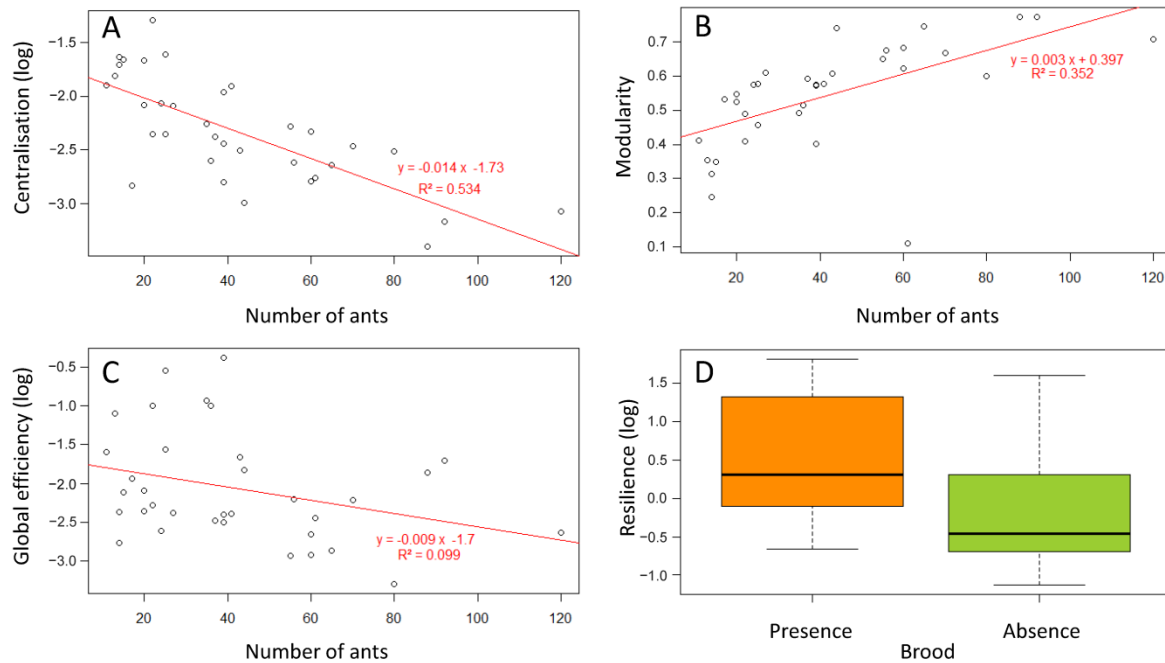 A
Centralisation (log)
−1.5
−2.0
−2.5
−3.0
y = -0.014 x -1.73
R² = 0.534
20 40 60 80 100 120
Number of ants
B
Modularity
0.7
0.6
0.5
0.4
0.3
0.2
0.1
y = 0.003 x + 0.397
R² = 0.352
20 40 60 80 100 120
Number of ants
C
Global efficiency (log)
−0.5
−1.0
−1.5
−2.0
−2.5
−3.0
y = -0.009 x -1.7
R² = 0.099
20 40 60 80 100 120
Number of ants
D
Resilience (log)
1.5
0.5
0.0
−0.5
−1.0
Presence Absence
Brood